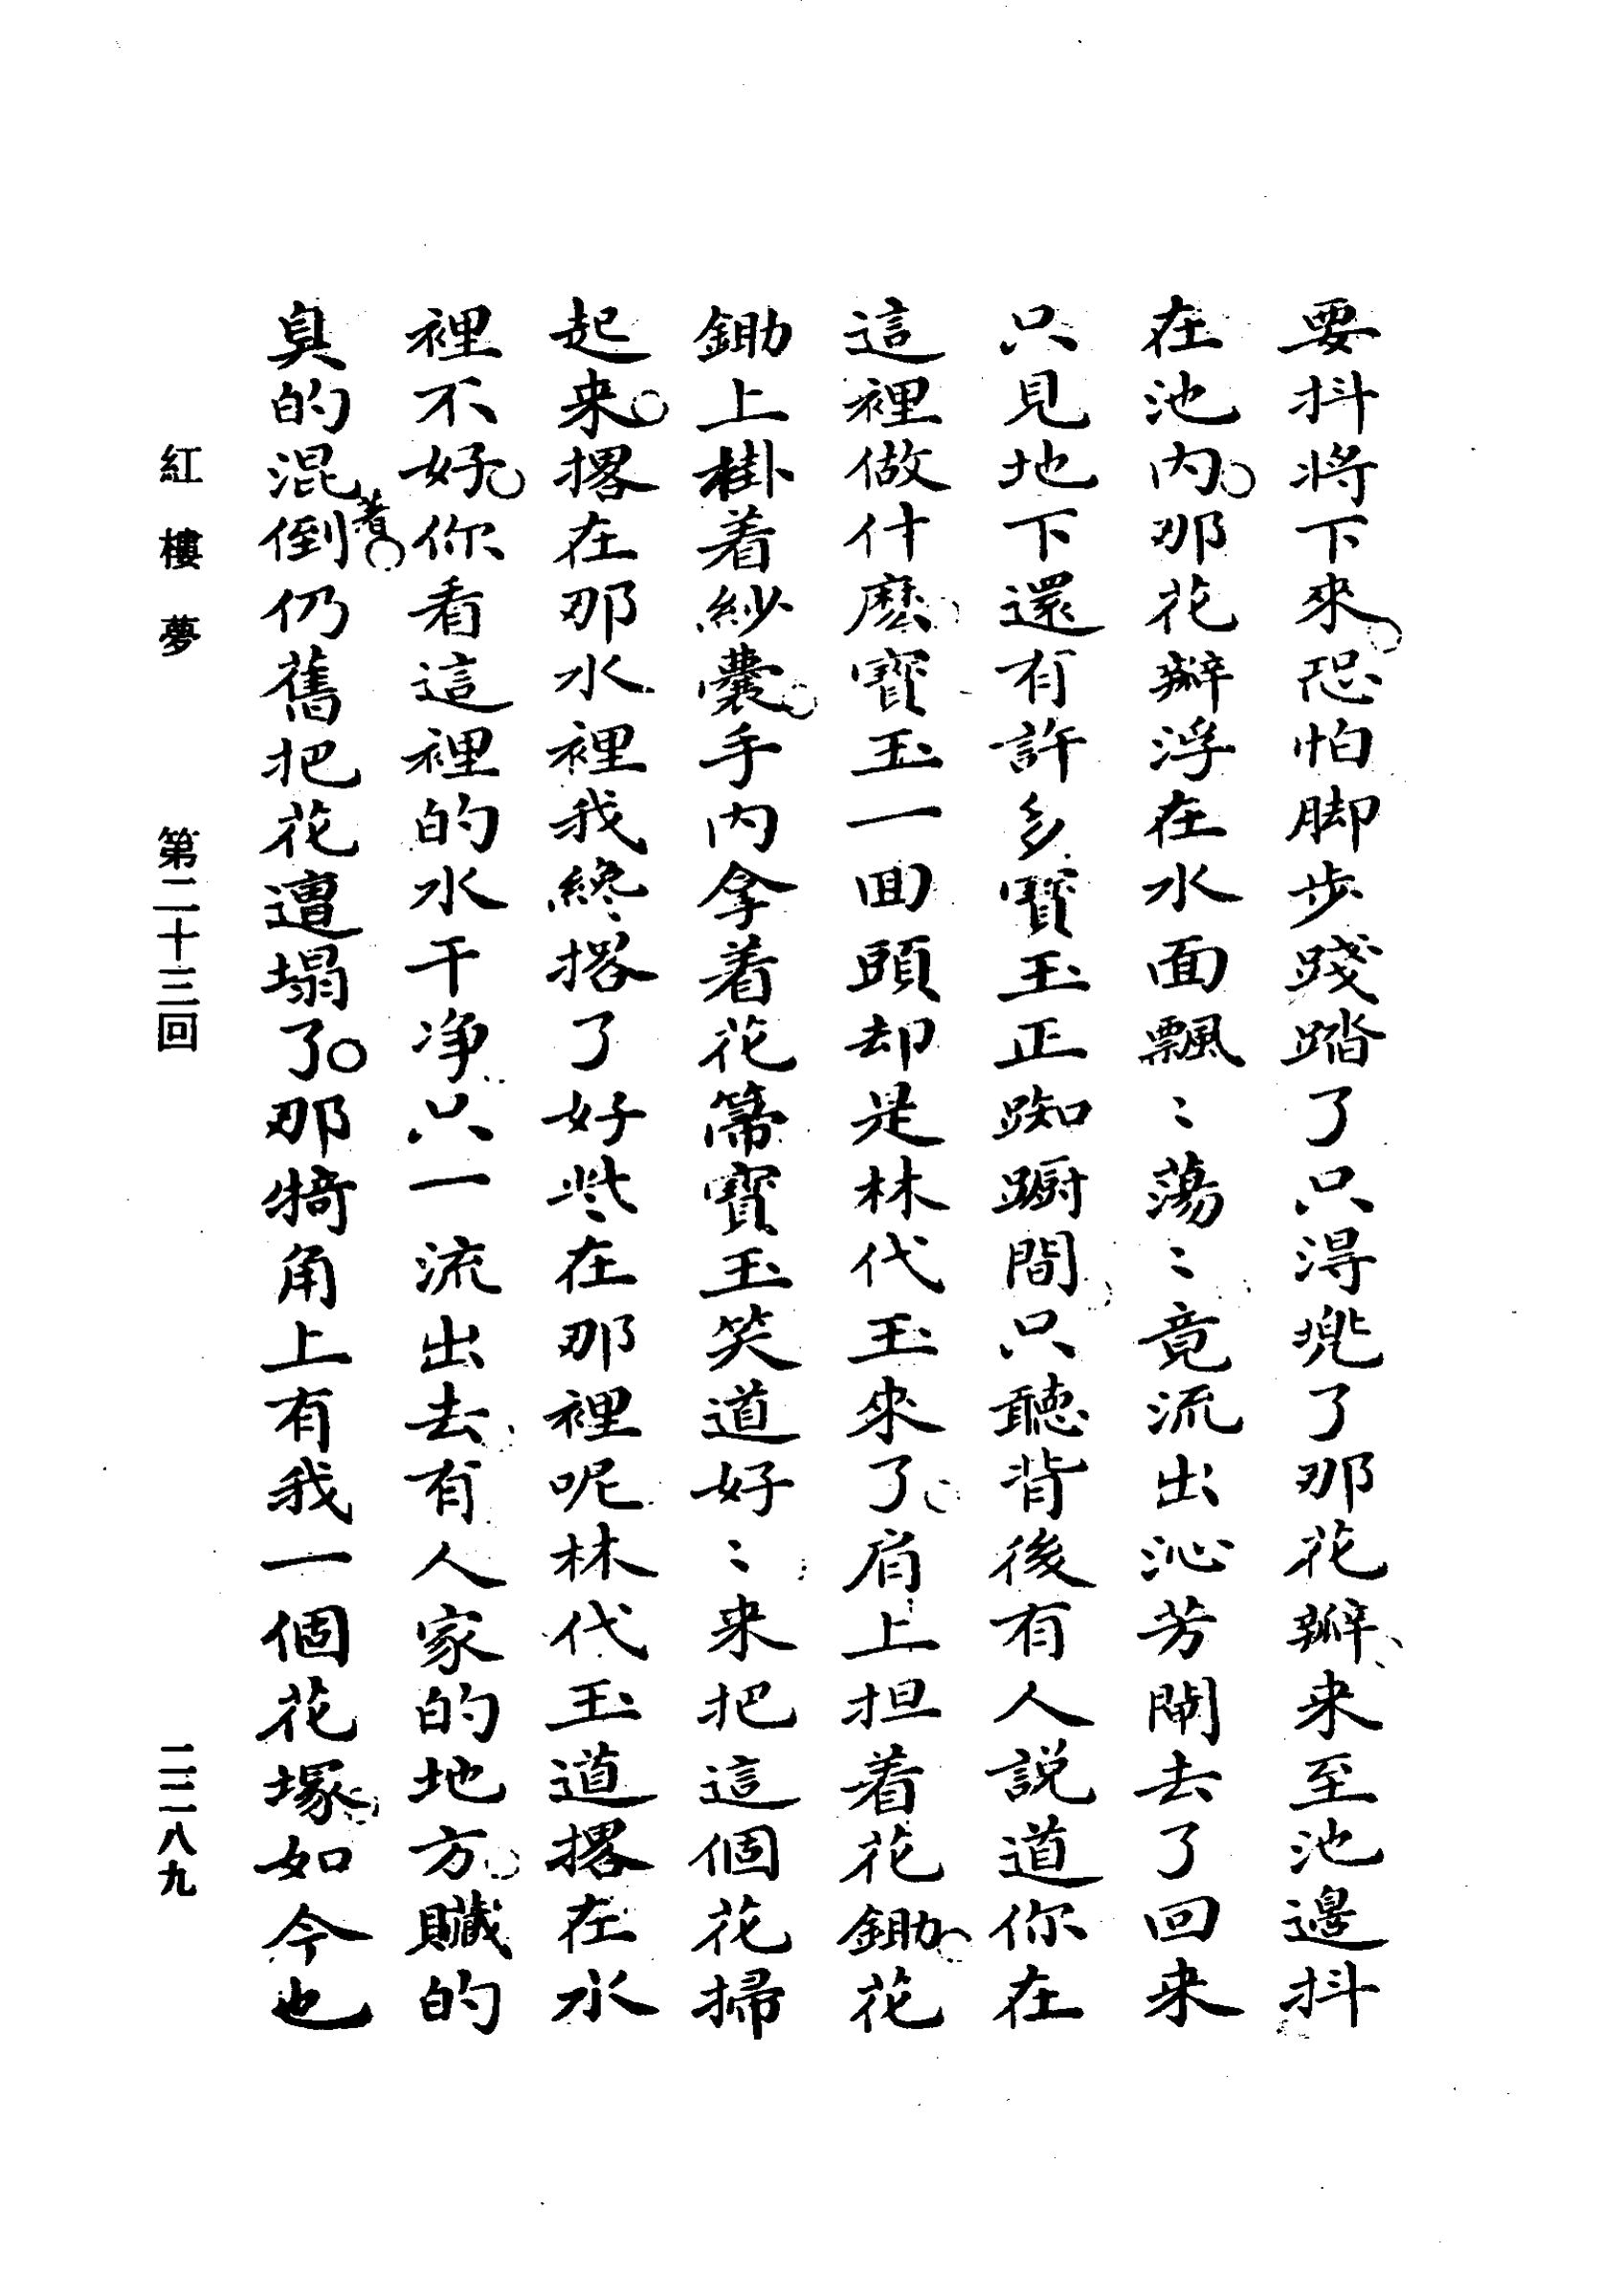 要抖將下來恐怕脚步踐踏了只得兜了那花瓣来至池邊抖
在池内那花瓣浮在水面飄〻蕩〻竟流出沁芳閘去了回来
只見地下還有許多寳玉正踟蹰間只聽背後有人説道你在
這裡做什麽寳玉一回頭却是林代玉來了肩上担着花鋤花
鋤上掛着紗囊手内拿着花箒寳玉笑道好〻来把這個花掃
起来撂在那水裡我纔撂了好些在那裡呢林代玉道撂在水
裡不好你看這裡的水干净只一流出去有人家的地方贜的
臭的混倒着仍舊把花遭塌了那犄角上有我一個花塚如今也
紅樓夢 第二十三回 二二一八九